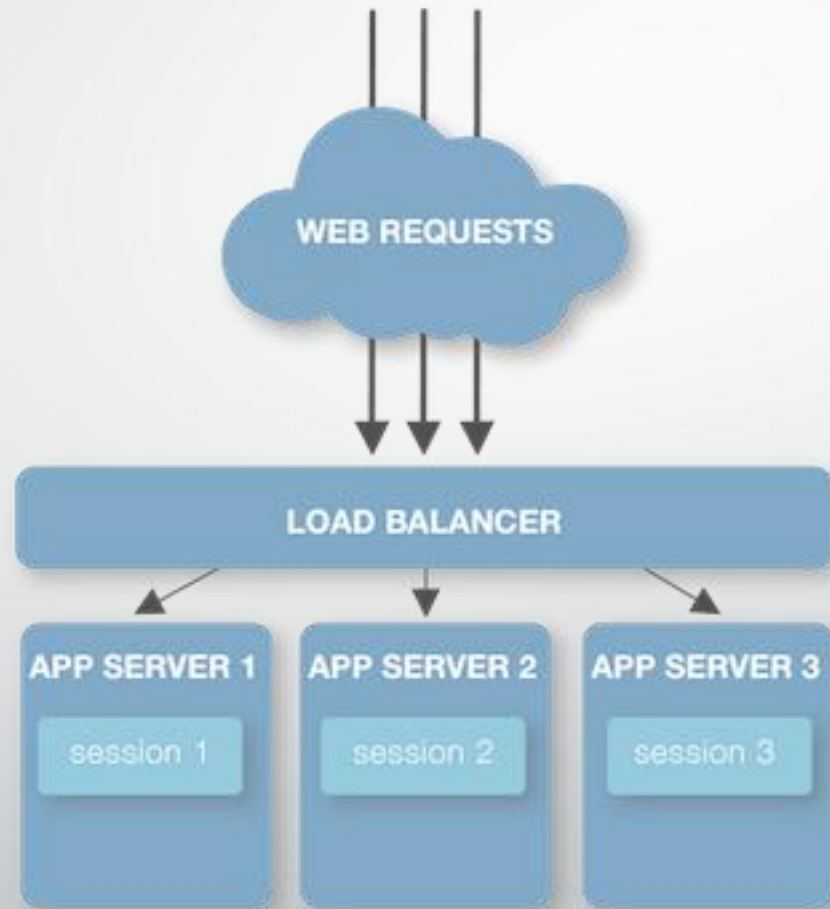 WEB REQUESTS
LOAD BALANCER
APP SERVER 1
APP SERVER 2
APP SERVER 3
session 1
session 2
session 3